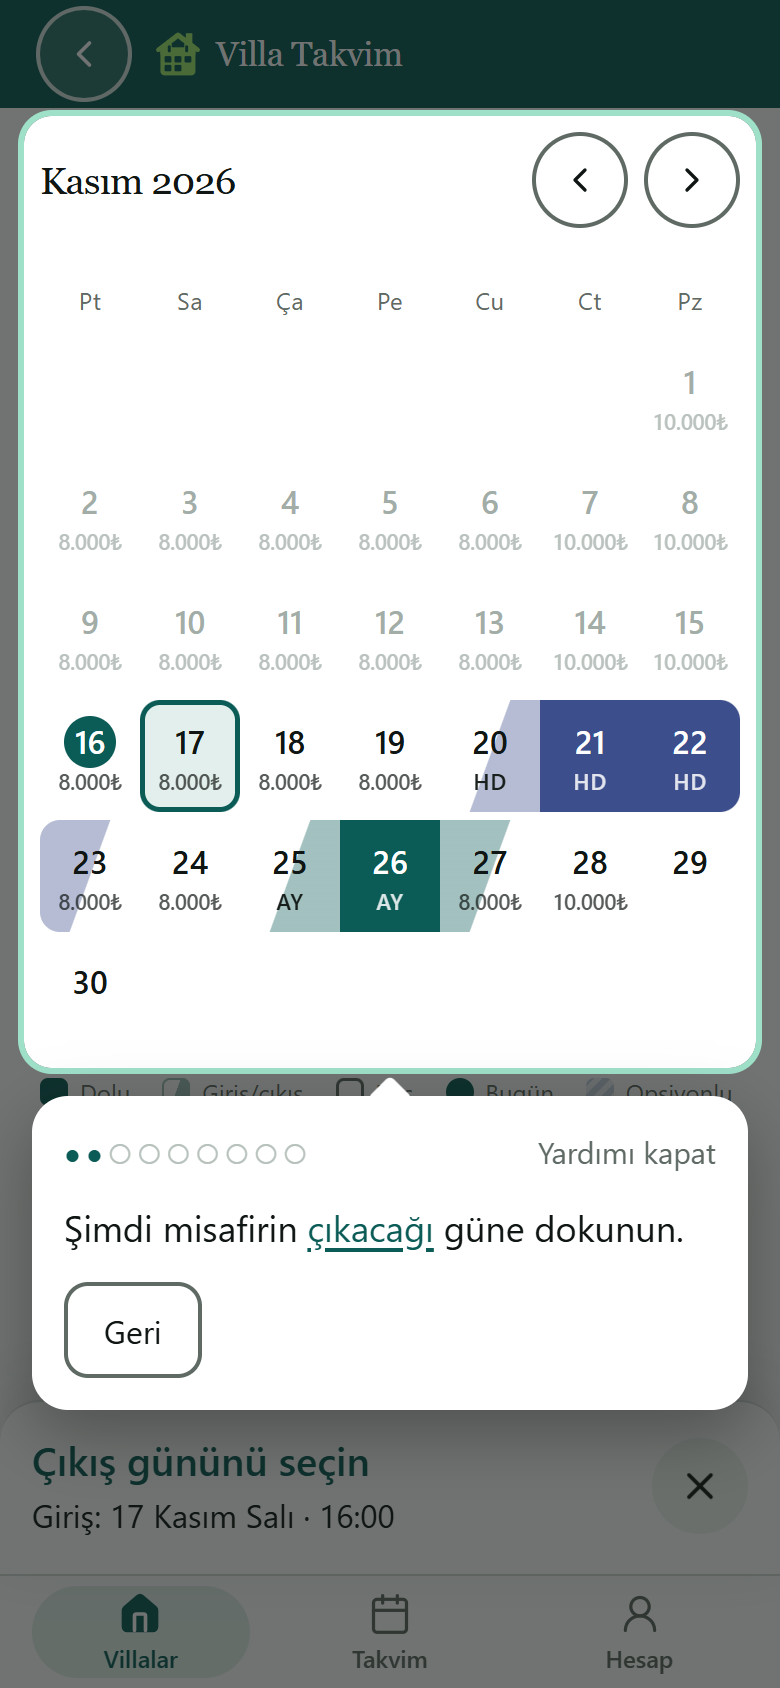 Villa Takvim
Kasım 2026
Pt Sa Ça Pe Cu Ct Pz
1
10.000₺
2 3 4 5 6 7 8
8.000₺ 8.000₺ 8.000₺ 8.000₺ 8.000₺ 10.000₺ 10.000₺
9 10 11 12 13 14 15
8.000₺ 8.000₺ 8.000₺ 8.000₺ 8.000₺ 10.000₺ 10.000₺
16 17 18 19 20 21 22
8.000₺ 8.000₺ 8.000₺ 8.000₺ HD HD HD
23 24 25 26 27 28 29
8.000₺ 8.000₺ AY AY 8.000₺ 10.000₺
30
Dolu Giriş/çıkış Bugün Opsiyonlu
Yardımı kapat
Şimdi misafirin çıkacağı güne dokunun.
Geri
Çıkış gününü seçin
Giriş: 17 Kasım Salı · 16:00
Villalar Takvim Hesap